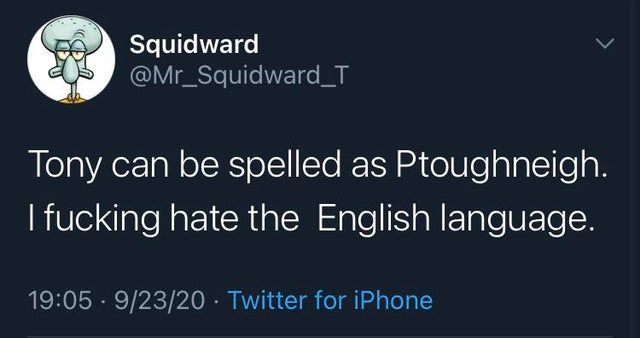 Squidward
@Mr_Squidward_T
Tony can be spelled as Ptoughneigh.
I fucking hate the  English language.
19:05 · 9/23/20 · Twitter for iPhone